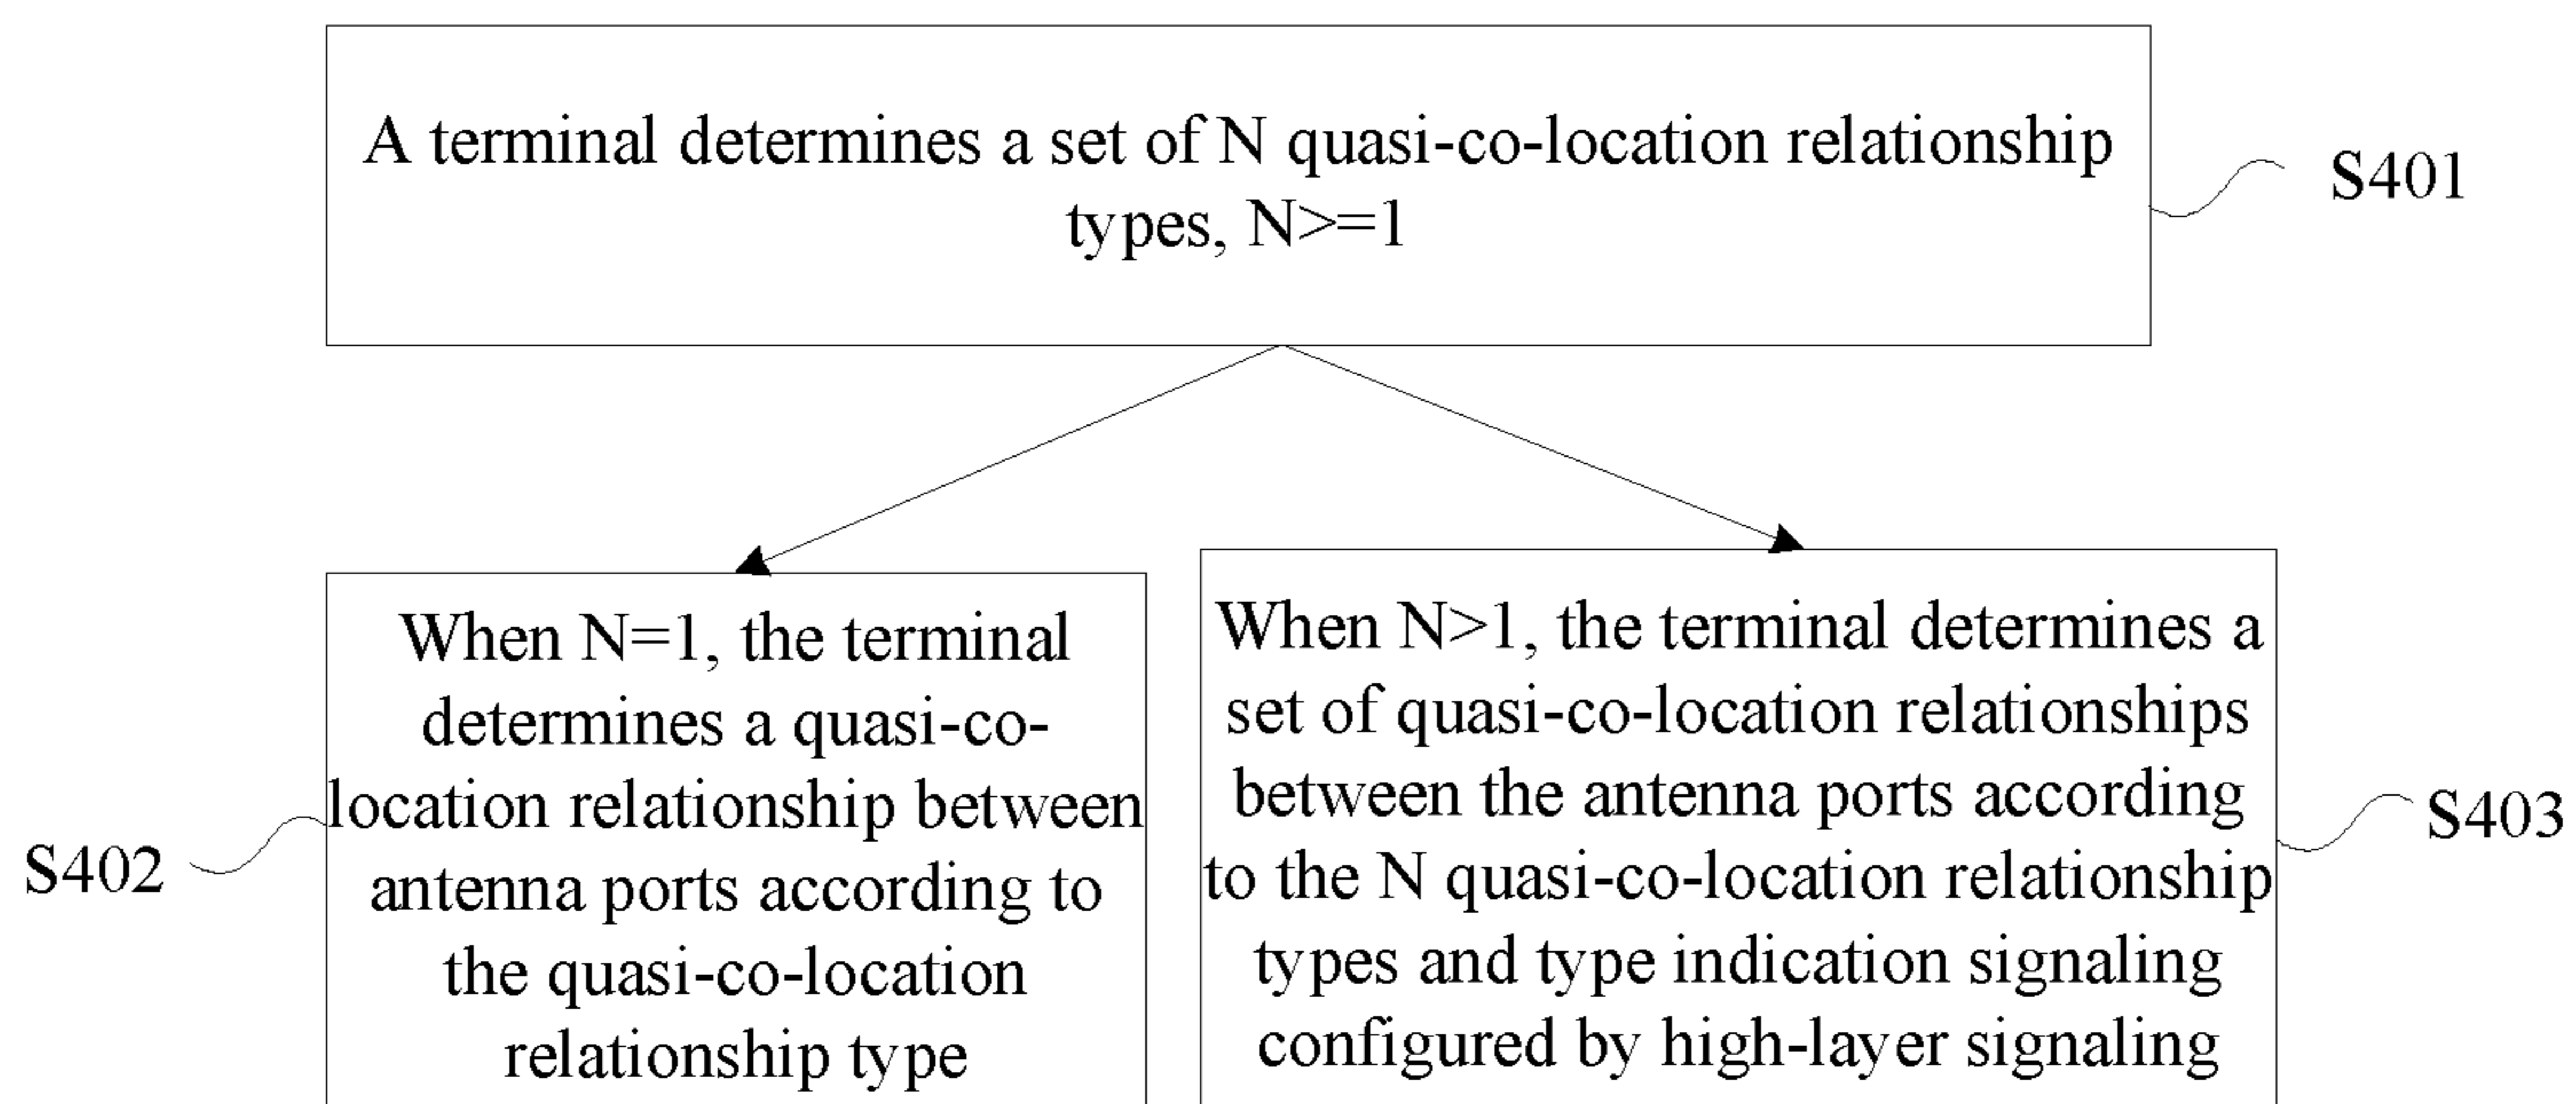 A terminal determines a set of N quasi-co-location relationship
types, N>=1
S401
When N=1, the terminal
determines a quasi-co-
location relationship between
antenna ports according to
the quasi-co-location
relationship type
S402
When N>1, the terminal determines a
set of quasi-co-location relationships
between the antenna ports according
to the N quasi-co-location relationship
types and type indication signaling
configured by high-layer signaling
S403